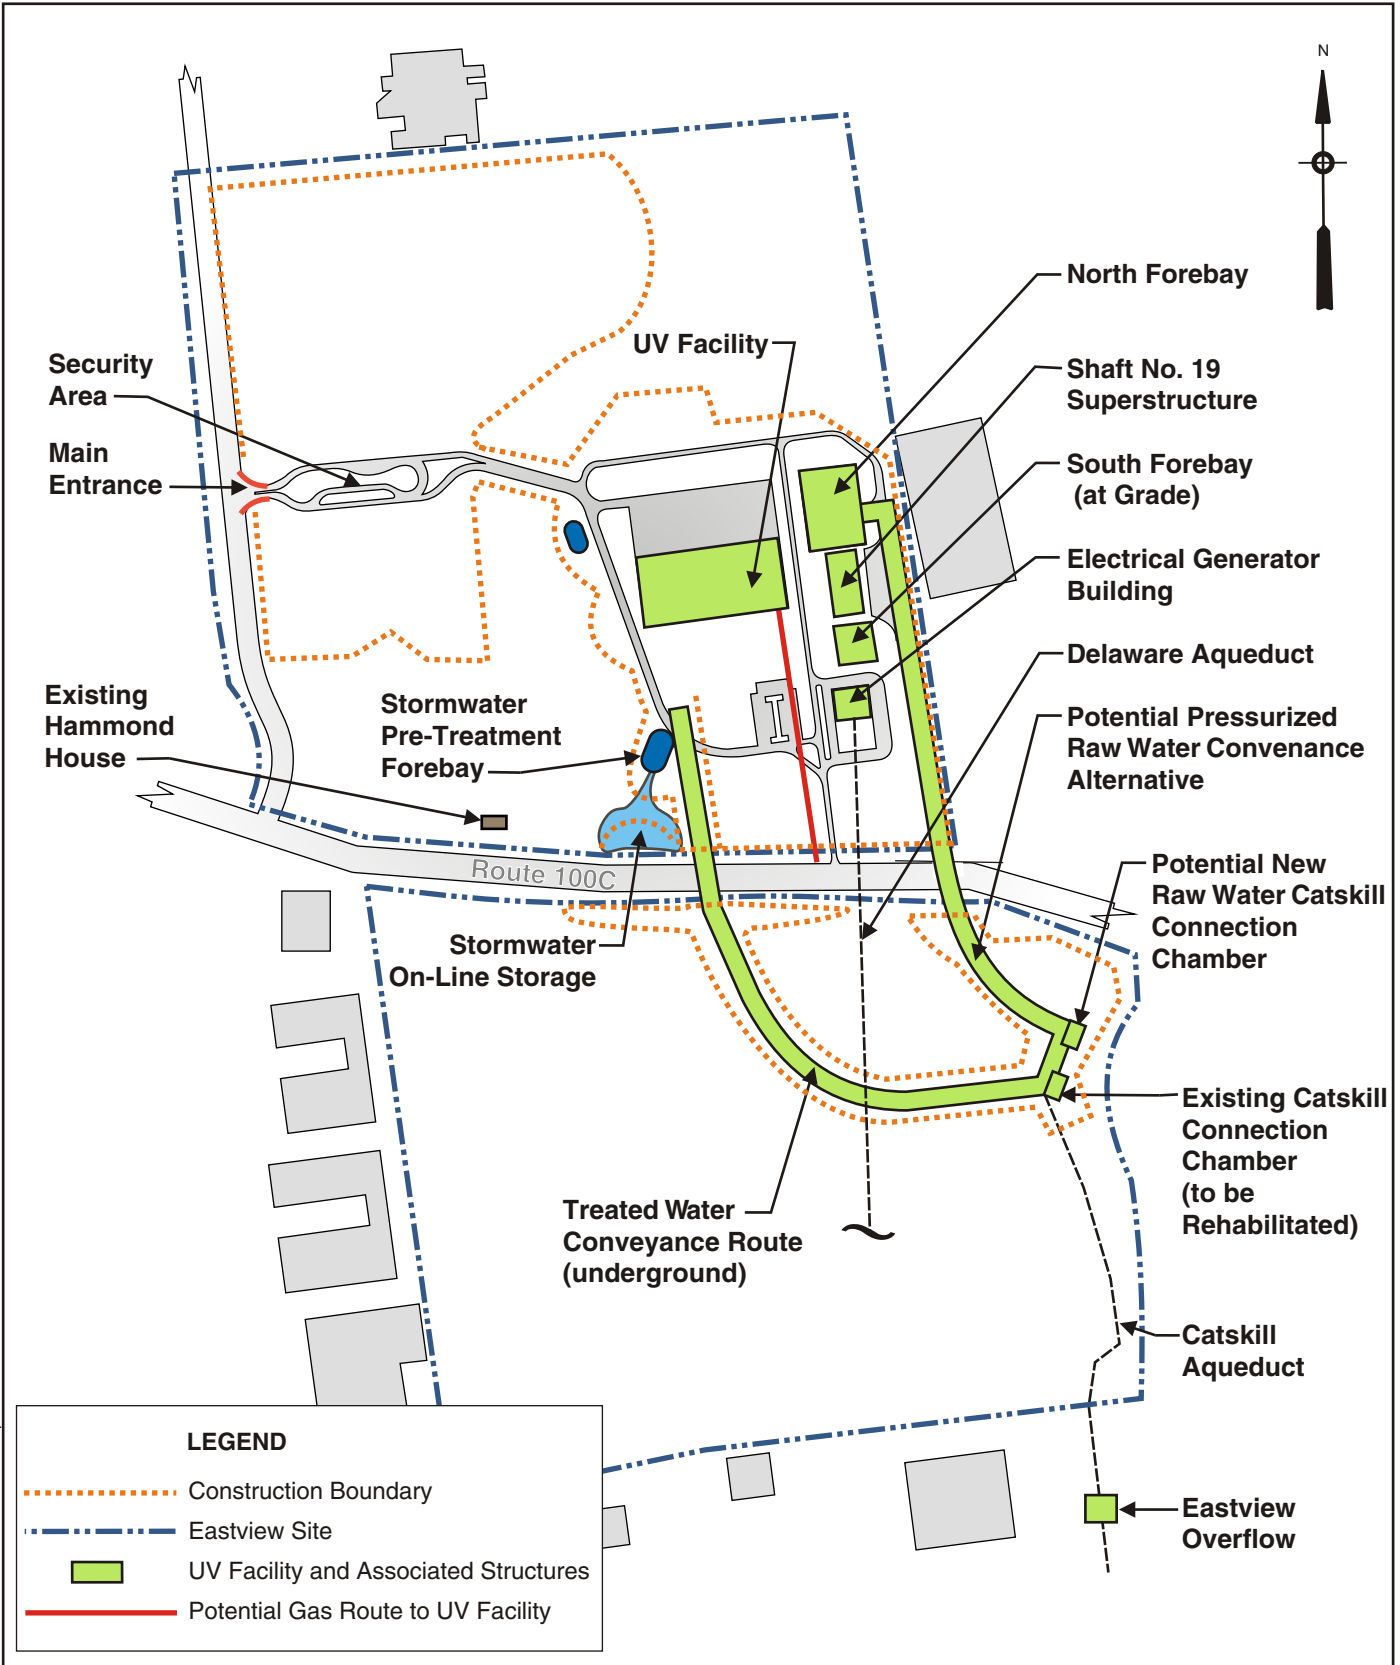 N
North Forebay
UV Facility
Security
Area
Shaft No. 19
Superstructure
Main
Entrance
South Forebay
(at Grade)
Electrical Generator
Building
Delaware Aqueduct
Existing
Hammond
House
Stormwater
Pre-Treatment
Forebay
Potential Pressurized
Raw Water Convenance
Alternative
Route 100C
Potential New
Raw Water Catskill
Connection
Chamber
Stormwater
On-Line Storage
Existing Catskill
Connection
Chamber
(to be
Rehabilitated)
Treated Water
Conveyance Route
(underground)
Catskill
Aqueduct
Eastview
Overflow
LEGEND
Construction Boundary
Eastview Site
UV Facility and Associated Structures
Potential Gas Route to UV Facility